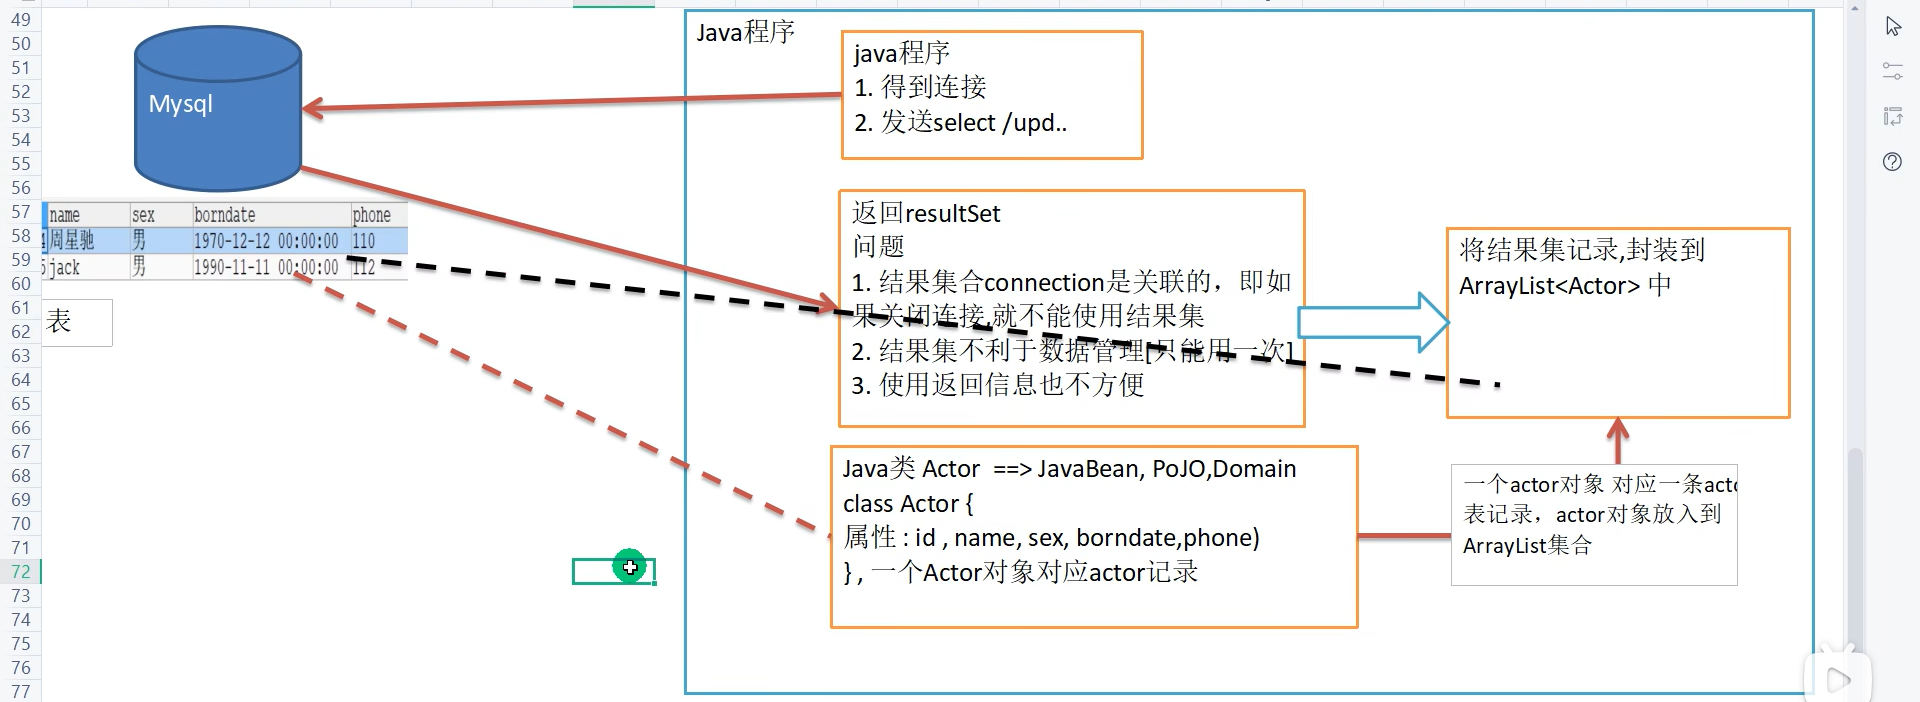 49
50
51
52
53
54
55
56
57
58
59
60
61
62
63
64
65
66
67
68
69
70
71
72
73
74
75
76
77
Mysql
name sex borndate phone
周星驰 男 1970-12-12 00:00:00 110
jack 男 1990-11-11 00:00:00 112
表
Java程序
java程序
1. 得到连接
2. 发送select /upd..
返回resultSet
问题
1. 结果集合connection是关联的，即如
果关闭连接,就不能使用结果集
2. 结果集不利于数据管理[只能用一次]
3. 使用返回信息也不方便
将结果集记录,封装到
ArrayList<Actor> 中
Java类 Actor ==> JavaBean, PoJO,Domain
class Actor {
属性 : id , name, sex, borndate,phone)
} , 一个Actor对象对应actor记录
一个actor对象 对应一条acto
表记录，actor对象放入到
ArrayList集合